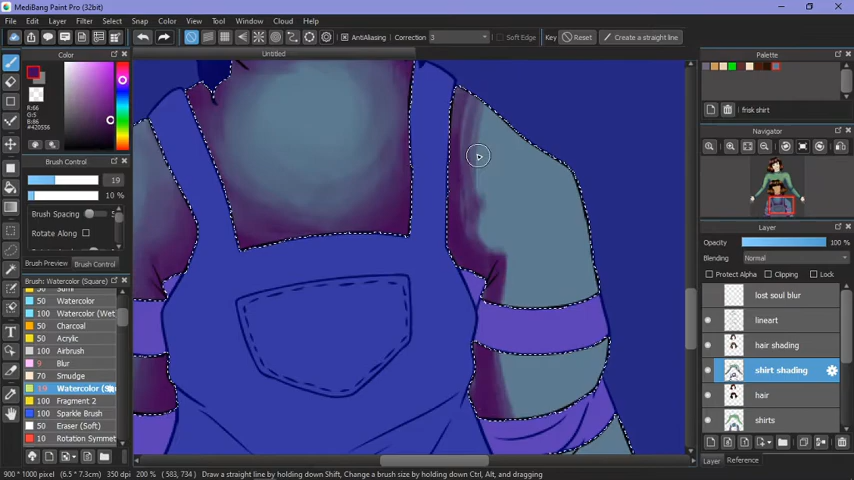 MediBang Paint Pro (32bit)
File Edit Layer Filter Select Snap Color View Tool Window Cloud Help
AntiAliasing Correction 3 Soft Edge Key Reset Create a straight line
Untitled
Color
R:66
G:5
B:86
#420556
Brush Control
19
10 %
Brush Spacing
Rotate Along
Brush Preview Brush Control
Brush: Watercolor (Square)
50 Watercolor
100 Watercolor (Wet
50 Charcoal
50 Acrylic
100 Airbrush
9 Blur
70 Smudge
19 Watercolor (S
100 Fragment 2
50 Sparkle Brush
50 Eraser (Soft)
10 Rotation Symmet
Palette
frisk shirt
Navigator
Layer
Opacity 100 %
Blending Normal
Protect Alpha Clipping Lock
lost soul blur
lineart
hair shading
shirt shading
hair
shirts
Layer Reference
900 * 1000 pixel (6.5 * 7.3cm) 350 dpi 200 % ( 583, 734 ) Draw a straight line by holding down Shift, Change a brush size by holding down Ctrl, Alt, and dragging